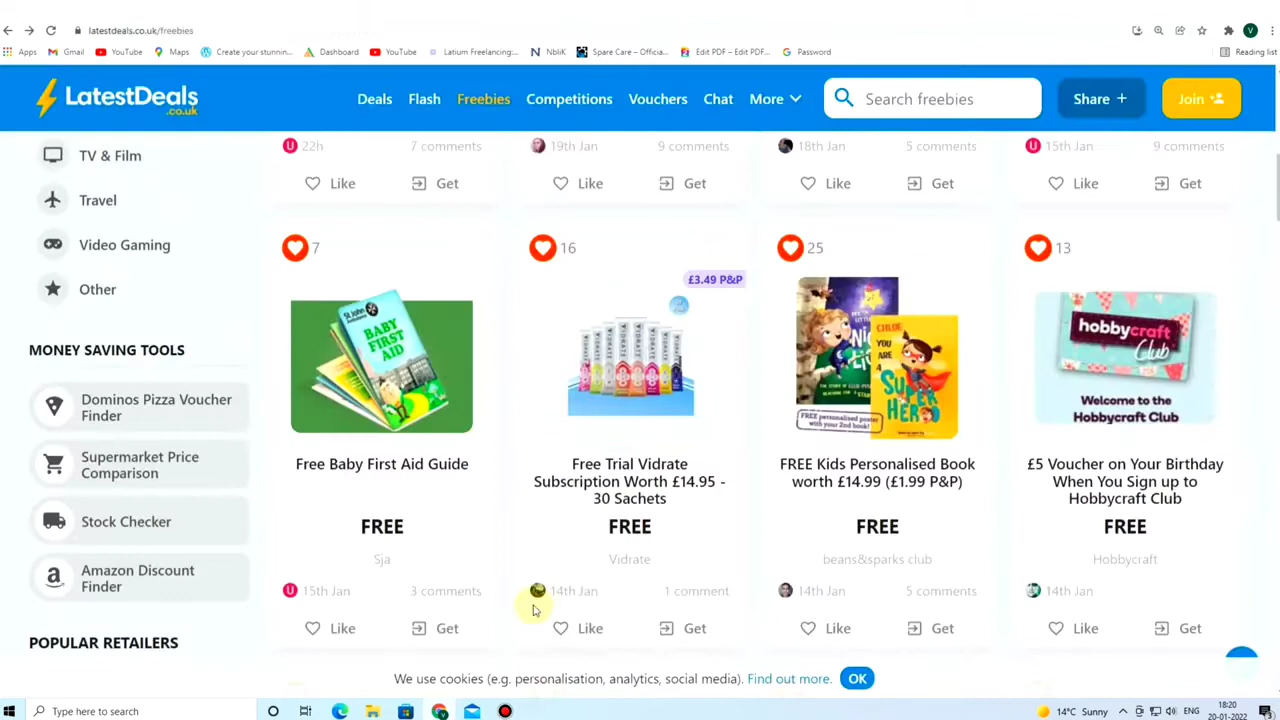 latestdeals.co.uk/freebies
Apps
Gmail
YouTube
Maps
Create your stunnin...
Dashboard
YouTube
Latium Freelancing:...
NbliK
Spare Care – Officia...
Edit PDF – Edit PDF...
Password
Reading list
LatestDeals
.co.uk
Deals
Flash
Freebies
Competitions
Vouchers
Chat
More
Search freebies
Share +
Join
TV & Film
Travel
Video Gaming
Other
MONEY SAVING TOOLS
Dominos Pizza Voucher
Finder
Supermarket Price
Comparison
Stock Checker
Amazon Discount
Finder
POPULAR RETAILERS
U 22h
7 comments
Like
Get
19th Jan
9 comments
Like
Get
18th Jan
5 comments
Like
Get
U 15th Jan
9 comments
Like
Get
7
St John
BABY
FIRST
AID
Free Baby First Aid Guide
FREE
Sja
U 15th Jan
3 comments
Like
Get
16
£3.49 P&P
VIDRATE
Free Trial Vidrate
Subscription Worth £14.95 -
30 Sachets
FREE
Vidrate
14th Jan
1 comment
Like
Get
25
CHLOE
YOU ARE
A
SUPER
HERO
FREE personalised poster
with your 2nd book!
FREE Kids Personalised Book
worth £14.99 (£1.99 P&P)
FREE
beans&sparks club
14th Jan
5 comments
Like
Get
13
hobbycraft
Club
Welcome to the
Hobbycraft Club
£5 Voucher on Your Birthday
When You Sign up to
Hobbycraft Club
FREE
Hobbycraft
14th Jan
Like
Get
We use cookies (e.g. personalisation, analytics, social media). Find out more.
OK
Type here to search
14°C Sunny
ENG
18:20
20-01-2022